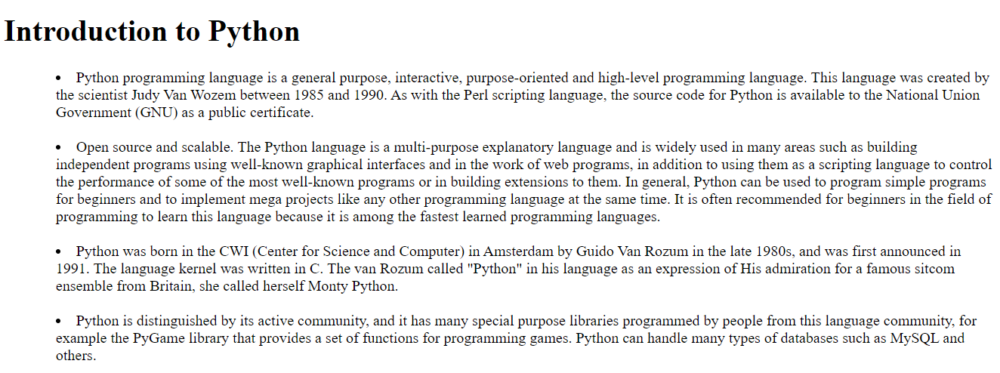 Introduction to Python
• Python programming language is a general purpose, interactive, purpose-oriented and high-level programming language. This language was created by
the scientist Judy Van Wozem between 1985 and 1990. As with the Perl scripting language, the source code for Python is available to the National Union
Government (GNU) as a public certificate.
• Open source and scalable. The Python language is a multi-purpose explanatory language and is widely used in many areas such as building
independent programs using well-known graphical interfaces and in the work of web programs, in addition to using them as a scripting language to control
the performance of some of the most well-known programs or in building extensions to them. In general, Python can be used to program simple programs
for beginners and to implement mega projects like any other programming language at the same time. It is often recommended for beginners in the field of
programming to learn this language because it is among the fastest learned programming languages.
• Python was born in the CWI (Center for Science and Computer) in Amsterdam by Guido Van Rozum in the late 1980s, and was first announced in
1991. The language kernel was written in C. The van Rozum called "Python" in his language as an expression of His admiration for a famous sitcom
ensemble from Britain, she called herself Monty Python.
• Python is distinguished by its active community, and it has many special purpose libraries programmed by people from this language community, for
example the PyGame library that provides a set of functions for programming games. Python can handle many types of databases such as MySQL and
others.